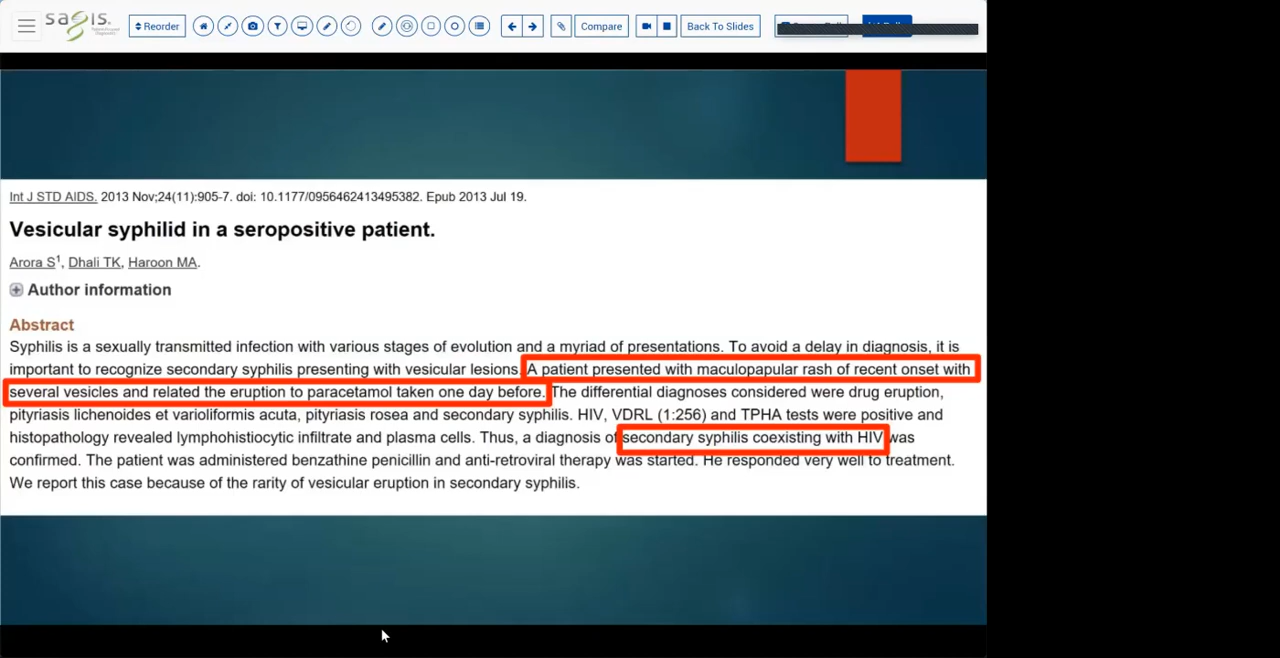 sagis
Reorder
Compare
Back To Slides
Int J STD AIDS. 2013 Nov;24(11):905-7. doi: 10.1177/0956462413495382. Epub 2013 Jul 19.
Vesicular syphilid in a seropositive patient.
Arora S1, Dhali TK, Haroon MA.
Author information
Abstract
Syphilis is a sexually transmitted infection with various stages of evolution and a myriad of presentations. To avoid a delay in diagnosis, it is
important to recognize secondary syphilis presenting with vesicular lesions. A patient presented with maculopapular rash of recent onset with
several vesicles and related the eruption to paracetamol taken one day before. The differential diagnoses considered were drug eruption,
pityriasis lichenoides et varioliformis acuta, pityriasis rosea and secondary syphilis. HIV, VDRL (1:256) and TPHA tests were positive and
histopathology revealed lymphohistiocytic infiltrate and plasma cells. Thus, a diagnosis of secondary syphilis coexisting with HIV was
confirmed. The patient was administered benzathine penicillin and anti-retroviral therapy was started. He responded very well to treatment.
We report this case because of the rarity of vesicular eruption in secondary syphilis.